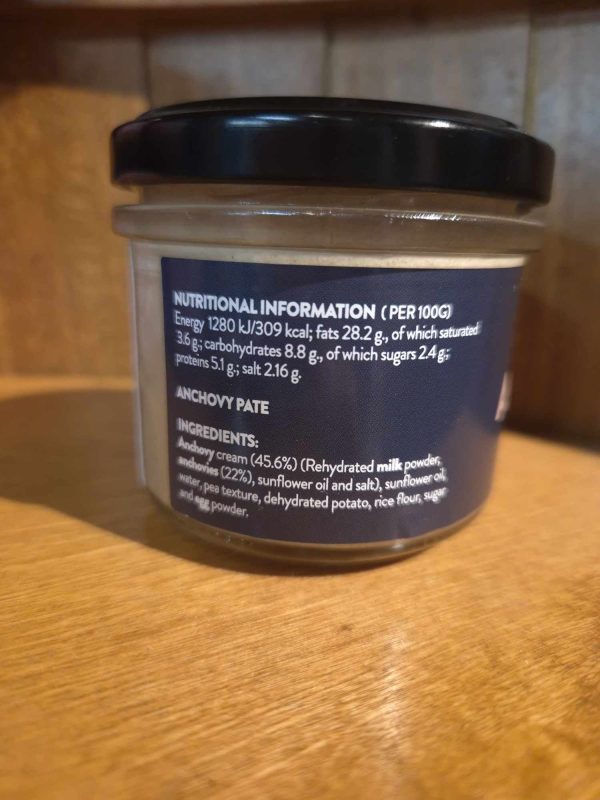 NUTRITIONAL INFORMATION (PER 100G)
Energy 1280 kJ/309 kcal; fats 28.2 g., of which saturated
3.6 g.; carbohydrates 8.8 g., of which sugars 2.4 g.;
proteins 5.1 g.; salt 2.16 g.
ANCHOVY PATE
INGREDIENTS:
Anchovy cream (45.6%) (Rehydrated milk powder,
anchovies (22%), sunflower oil and salt), sunflower oil,
water, pea texture, dehydrated potato, rice flour, sugar
and egg powder.